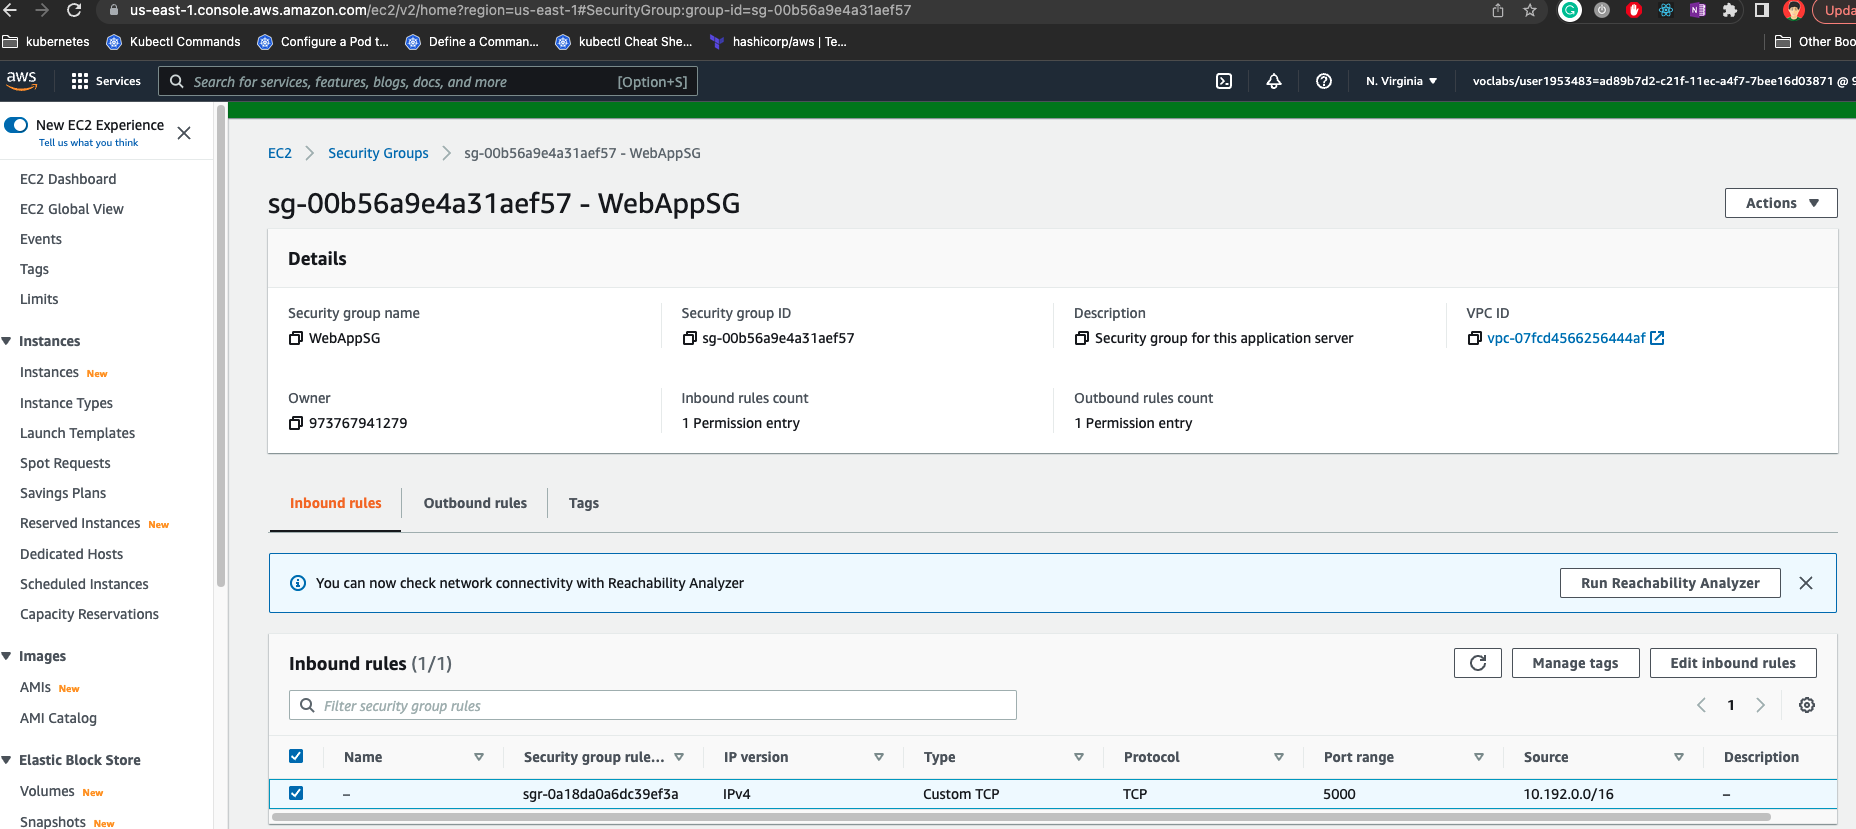 us-east-1.console.aws.amazon.com/ec2/v2/home?region=us-east-1#SecurityGroup:group-id=sg-00b56a9e4a31aef57
Upda
kubernetes
Kubectl Commands
Configure a Pod t...
Define a Comman...
kubectl Cheat She...
hashicorp/aws | Te...
Other Boo
aws
Services
Search for services, features, blogs, docs, and more
[Option+S]
N. Virginia
voclabs/user1953483=ad89b7d2-c21f-11ec-a4f7-7bee16d03871 @ 9
New EC2 Experience
Tell us what you think
EC2 Dashboard
EC2 Global View
Events
Tags
Limits
Instances
Instances New
Instance Types
Launch Templates
Spot Requests
Savings Plans
Reserved Instances New
Dedicated Hosts
Scheduled Instances
Capacity Reservations
Images
AMIs New
AMI Catalog
Elastic Block Store
Volumes New
Snapshots New
EC2
Security Groups
sg-00b56a9e4a31aef57 - WebAppSG
sg-00b56a9e4a31aef57 - WebAppSG
Actions
Details
Security group name
WebAppSG
Security group ID
sg-00b56a9e4a31aef57
Description
Security group for this application server
VPC ID
vpc-07fcd4566256444af
Owner
973767941279
Inbound rules count
1 Permission entry
Outbound rules count
1 Permission entry
Inbound rules
Outbound rules
Tags
You can now check network connectivity with Reachability Analyzer
Run Reachability Analyzer
Inbound rules (1/1)
Manage tags
Edit inbound rules
Filter security group rules
1
Name
Security group rule...
IP version
Type
Protocol
Port range
Source
Description
–
sgr-0a18da0a6dc39ef3a
IPv4
Custom TCP
TCP
5000
10.192.0.0/16
–